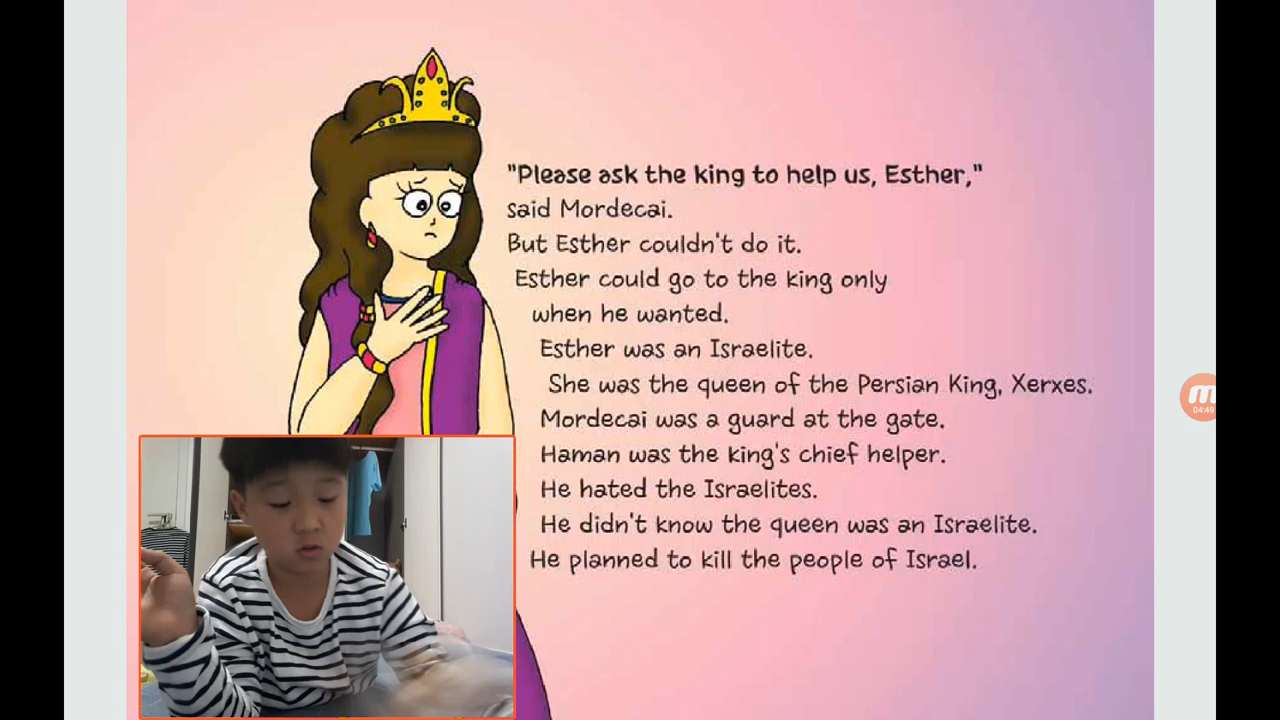 "Please ask the king to help us, Esther,"
said Mordecai.
But Esther couldn't do it.
Esther could go to the king only
when he wanted.
Esther was an Israelite.
She was the queen of the Persian King, Xerxes.
Mordecai was a guard at the gate.
Haman was the king's chief helper.
He hated the Israelites.
He didn't know the queen was an Israelite.
He planned to kill the people of Israel.
04:49